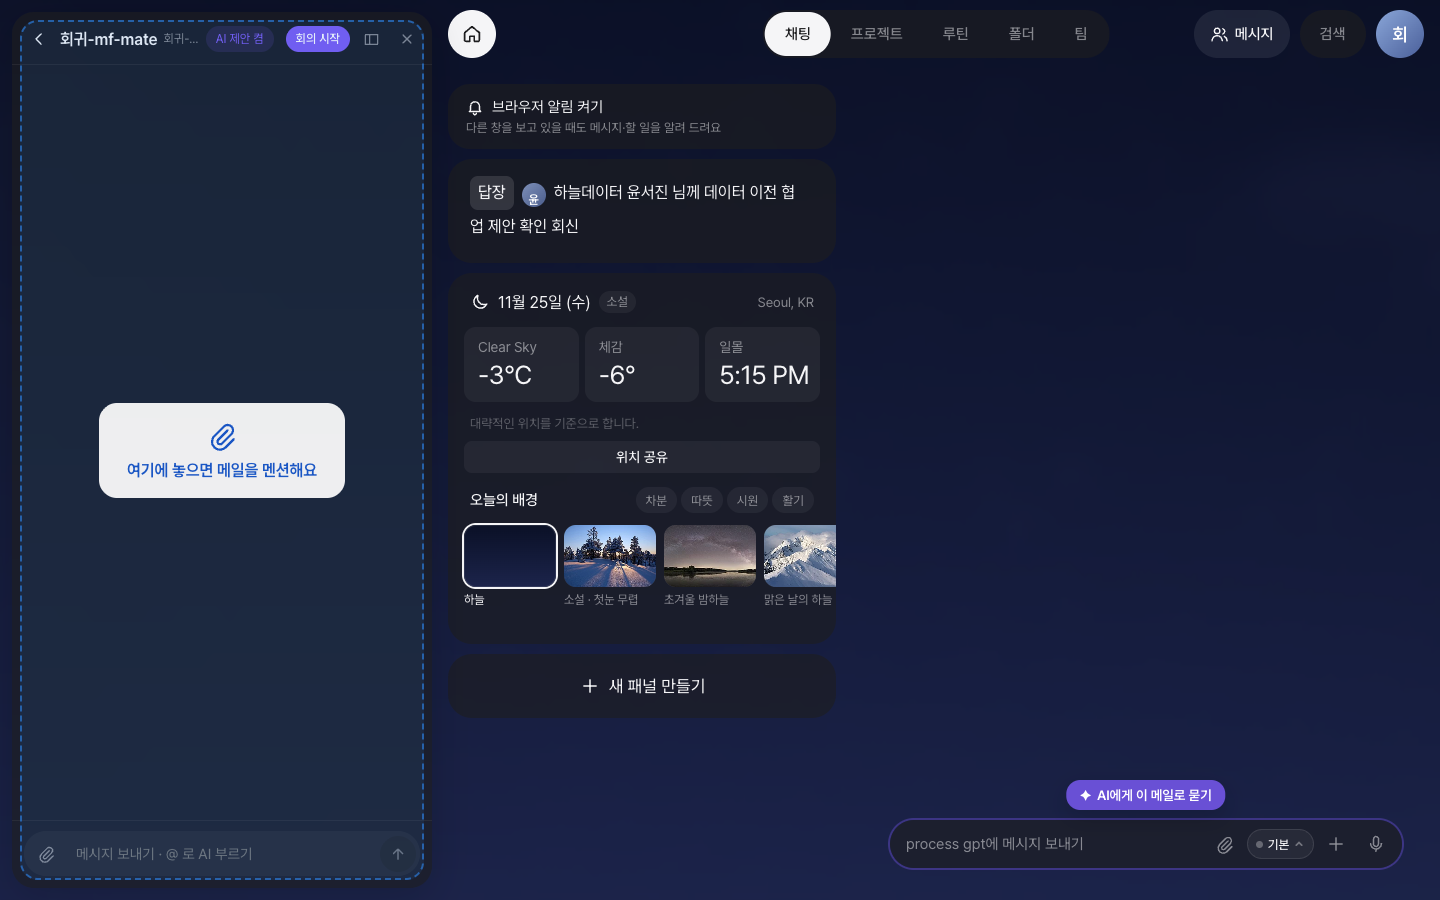 회귀-mf-mate 회귀-... AI 제안 컴 회의 시작
여기에 놓으면 메일을 멘션해요
메시지 보내기 · @ 로 AI 부르기
채팅 프로젝트 루틴 폴더 팀 메시지 검색 회
브라우저 알림 켜기
다른 창을 보고 있을 때도 메시지·할 일을 알려 드려요
답장 윤 하늘데이터 윤서진 님께 데이터 이전 협
업 제안 확인 회신
11월 25일 (수) 소설 Seoul, KR
Clear Sky 체감 일몰
-3°C -6° 5:15 PM
대략적인 위치를 기준으로 합니다.
위치 공유
오늘의 배경 차분 따뜻 시원 활기
하늘 소설 · 첫눈 무렵 초겨울 밤하늘 맑은 날의 하늘
새 패널 만들기
AI에게 이 메일로 묻기
process gpt에 메시지 보내기 기본